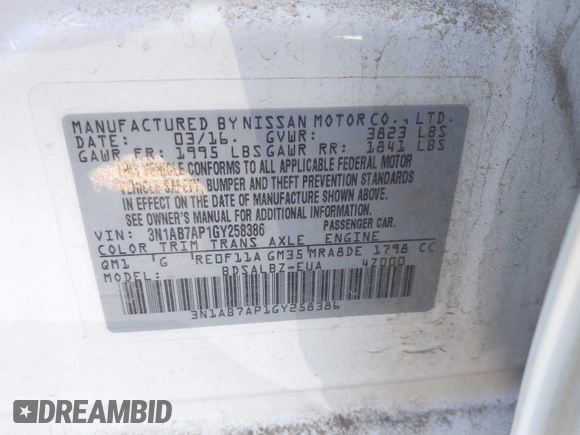 MANUFACTURED BY NISSAN MOTOR CO., LTD.
DATE: 03/16. GVWR: 3823 LBS
GAWR FR: 1995 LBS GAWR RR: 1841 LBS
THIS VEHICLE CONFORMS TO ALL APPLICABLE FEDERAL MOTOR
VEHICLE SAFETY, BUMPER AND THEFT PREVENTION STANDARDS
IN EFFECT ON THE DATE OF MANUFACTURE SHOWN ABOVE.
SEE OWNER'S MANUAL FOR ADDITIONAL INFORMATION
VIN: 3N1AB7AP1GY258386 PASSENGER CAR.
COLOR TRIM TRANS AXLE ENGINE
QM1 G RE0F11A GM35 MRA8DE 1798 CC
MODEL: BDSALBZ-EUA 4Z000
3N1AB7AP1GY258386
DREAMBID